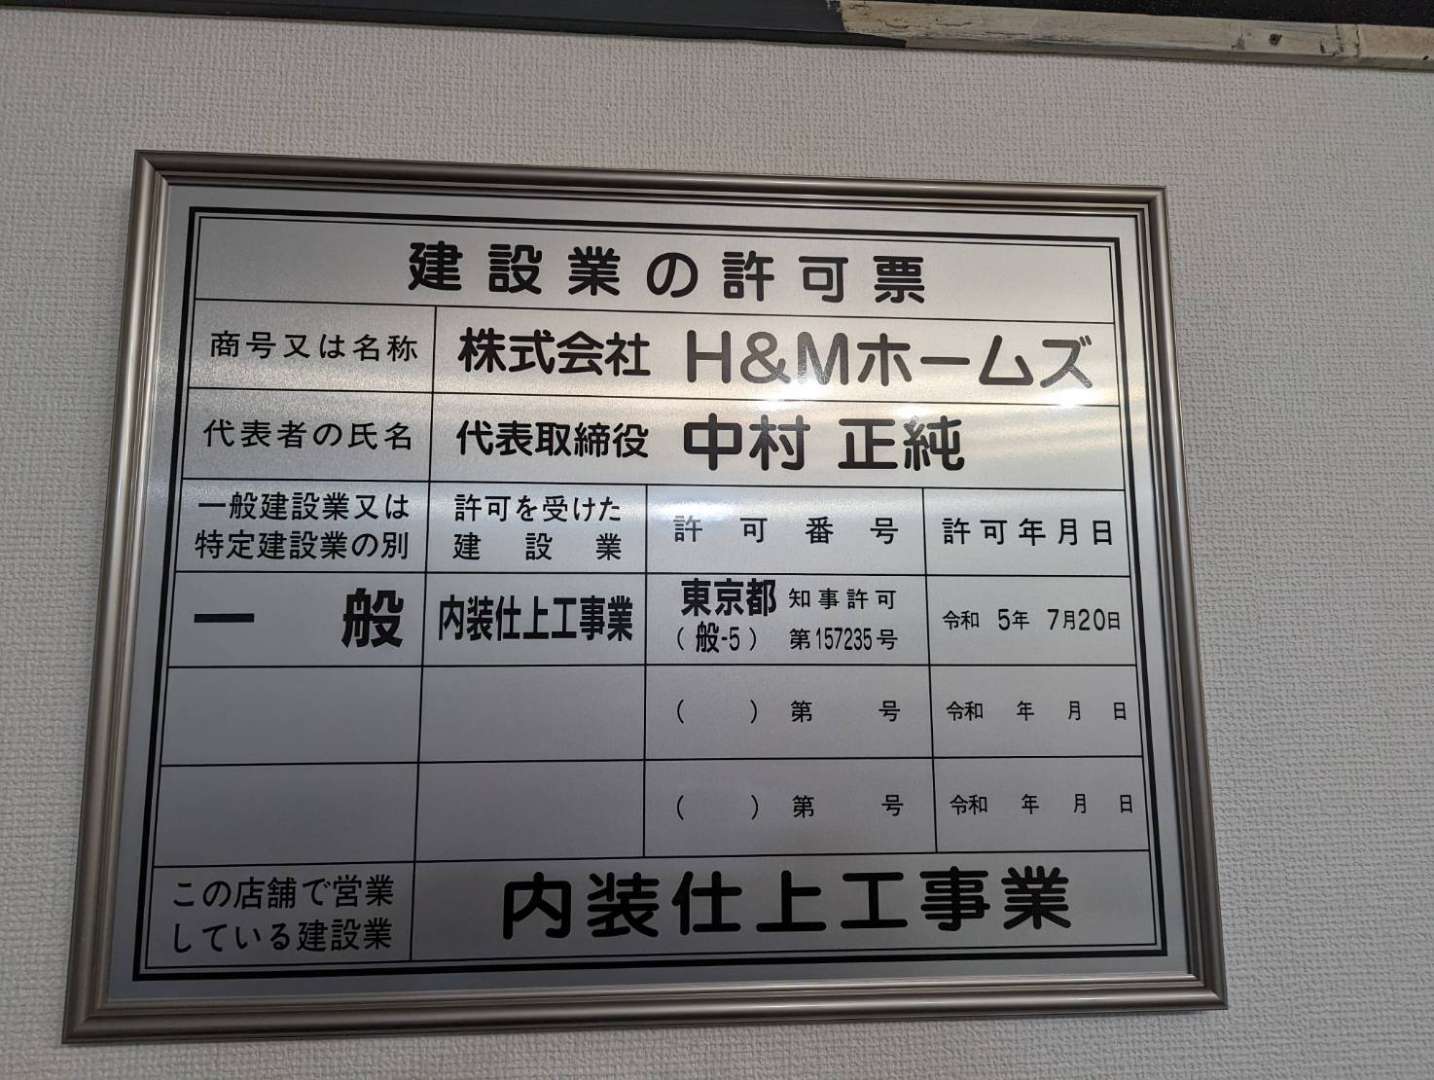 建設業の許可票
商号又は名称 株式会社 H&Mホームズ
代表者の氏名 代表取締役 中村 正純
一般建設業又は
特定建設業の別
許可を受けた
建設業
許可番号
許可年月日
一般
内装仕上工事業
東京都 知事許可
(般-5) 第157235号
令和 5年 7月20日
( ) 第 号
令和 年 月 日
( ) 第 号
令和 年 月 日
この店舗で営業
している建設業
内装仕上工事業